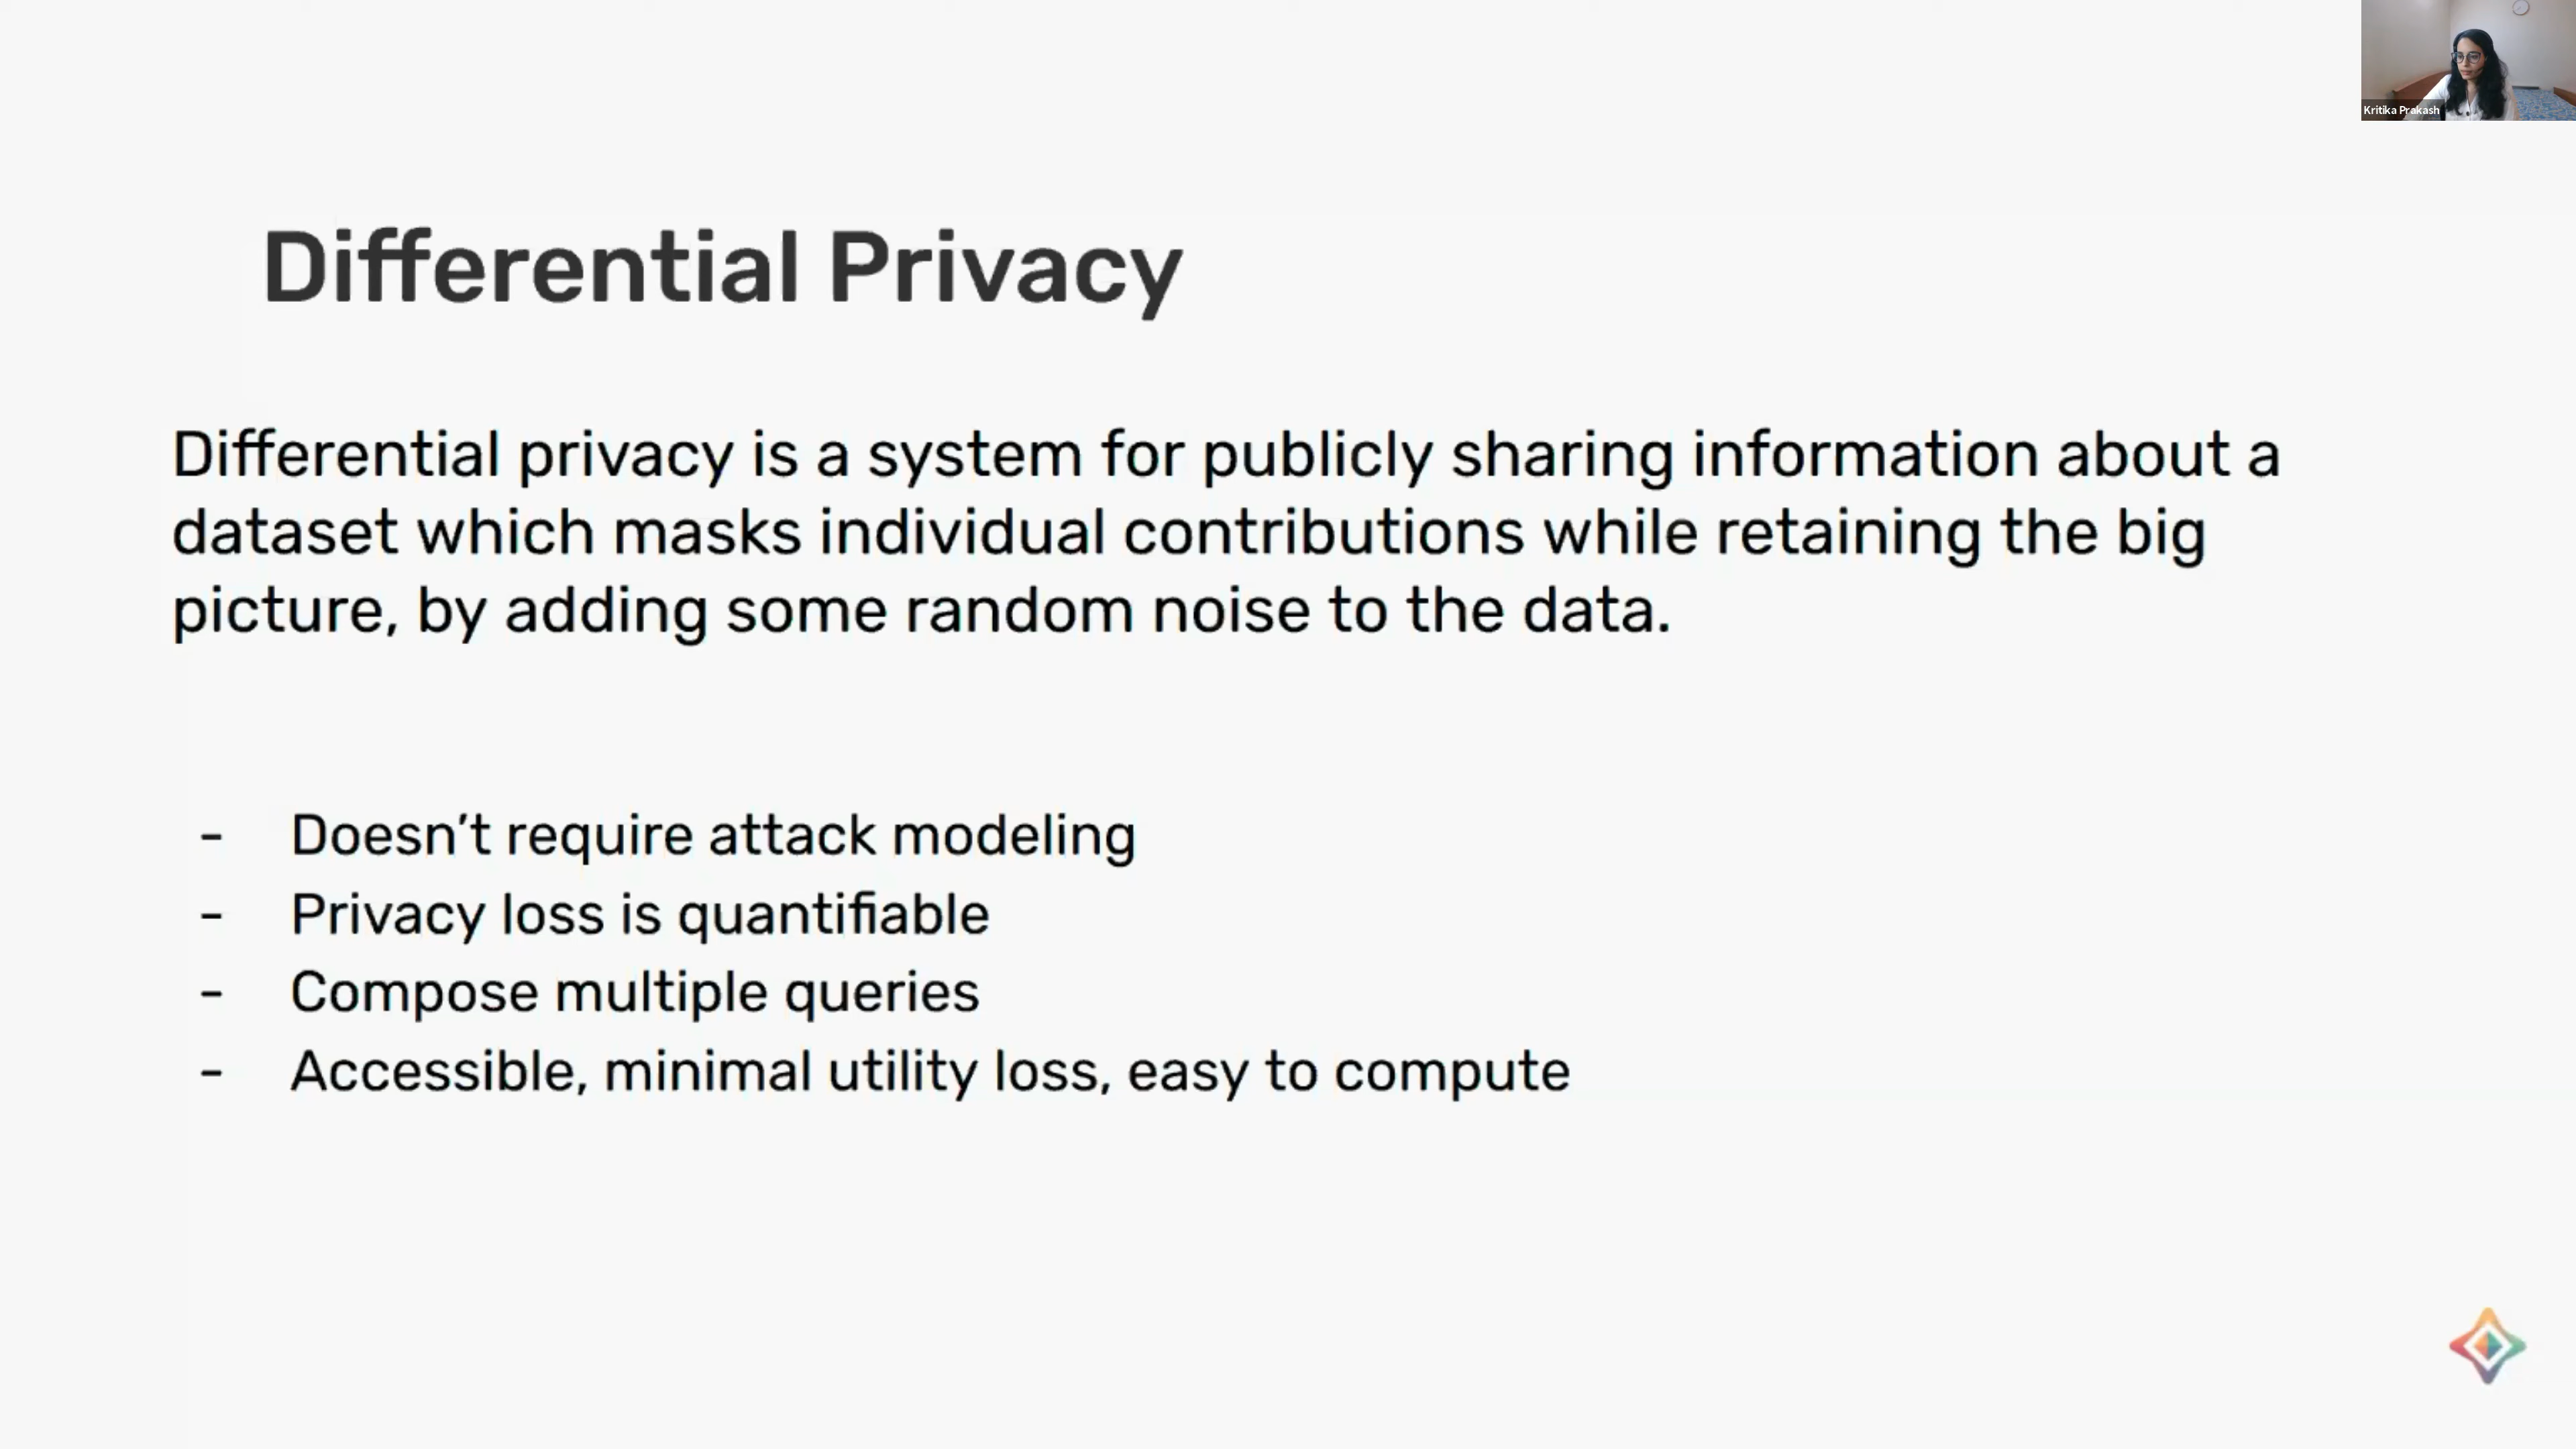 Kritika Prakash
Differential Privacy
Differential privacy is a system for publicly sharing information about a
dataset which masks individual contributions while retaining the big
picture, by adding some random noise to the data.
- Doesn’t require attack modeling
- Privacy loss is quantifiable
- Compose multiple queries
- Accessible, minimal utility loss, easy to compute